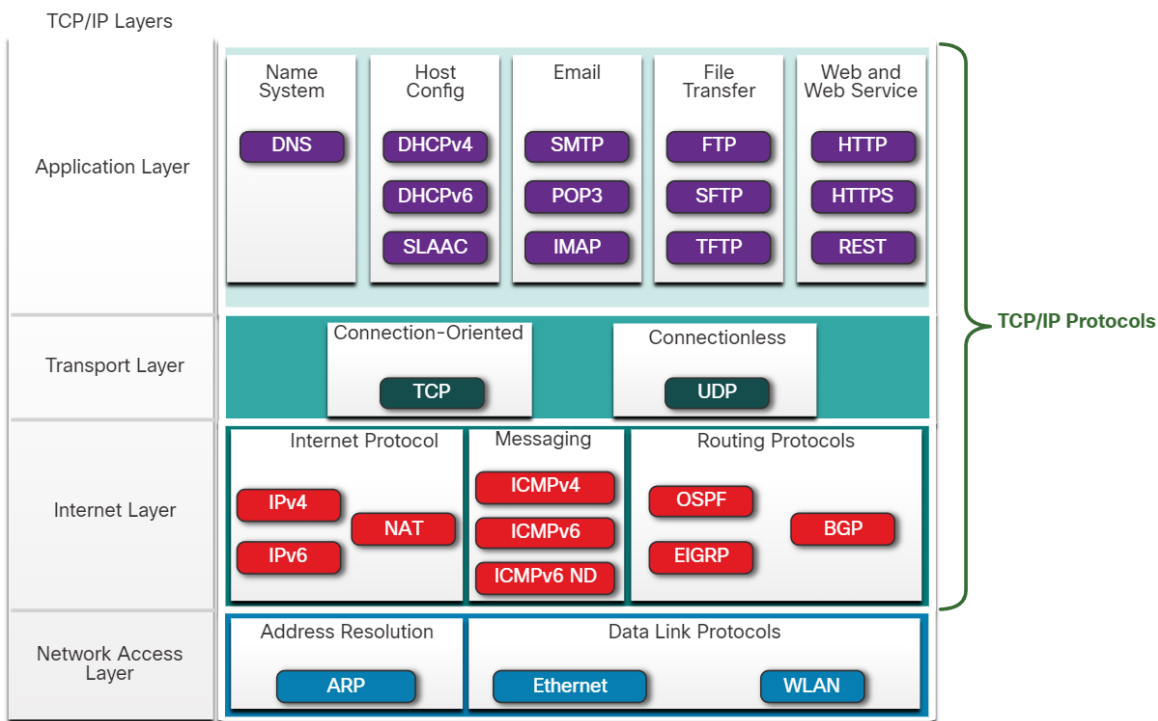 TCP/IP Layers
Application Layer
Name
System
DNS
Host
Config
DHCPv4
DHCPv6
SLAAC
Email
SMTP
POP3
IMAP
File
Transfer
FTP
SFTP
TFTP
Web and
Web Service
HTTP
HTTPS
REST
Transport Layer
Connection-Oriented
TCP
Connectionless
UDP
Internet Layer
Internet Protocol
IPv4
IPv6
NAT
Messaging
ICMPv4
ICMPv6
ICMPv6 ND
Routing Protocols
OSPF
EIGRP
BGP
Network Access
Layer
Address Resolution
ARP
Data Link Protocols
Ethernet
WLAN
TCP/IP Protocols